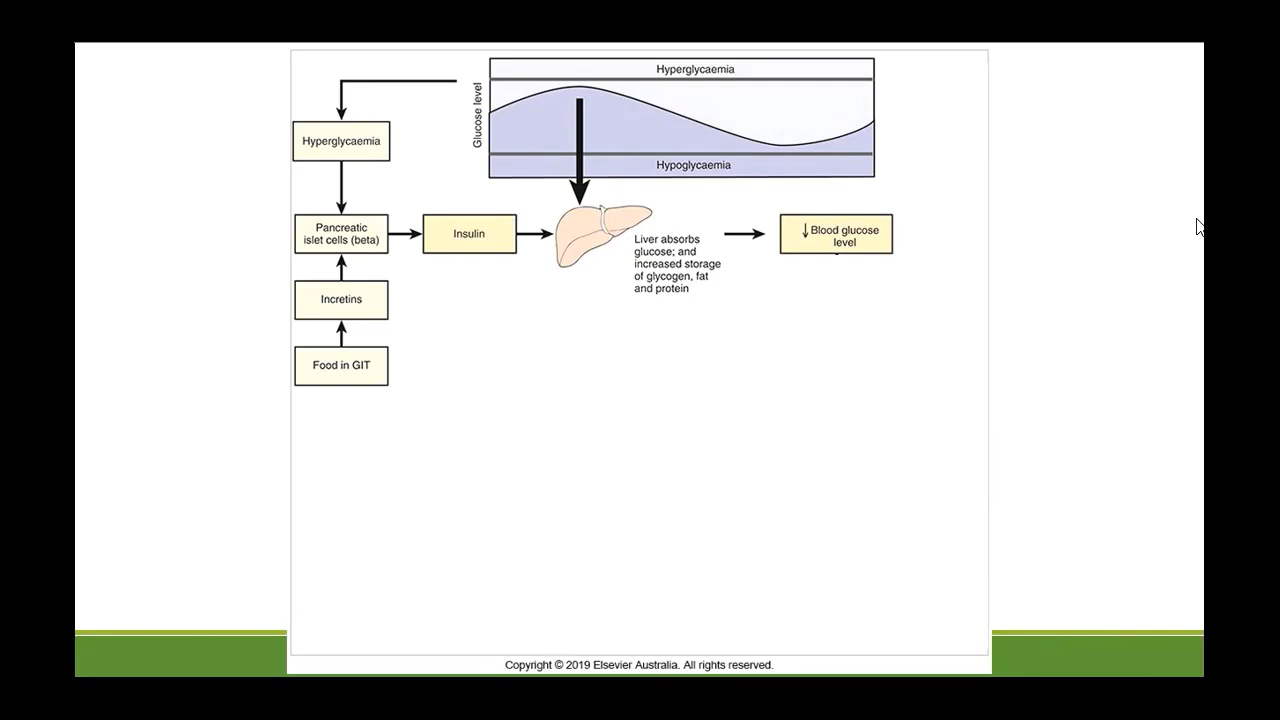 Hyperglycaemia
Glucose level
Hypoglycaemia
Hyperglycaemia
Pancreatic
islet cells (beta)
Insulin
Liver absorbs
glucose; and
increased storage
of glycogen, fat
and protein
↓ Blood glucose
level
Incretins
Food in GIT
Copyright © 2019 Elsevier Australia. All rights reserved.